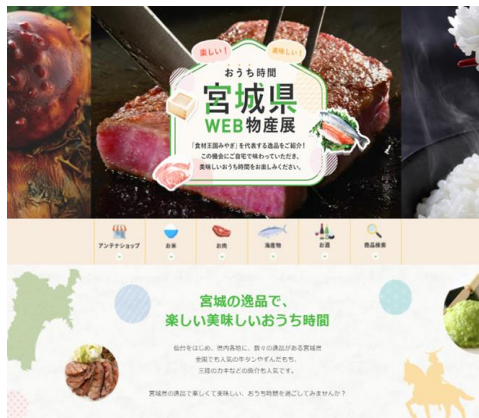 楽しい！
美味しい！
おうち時間
宮城県
WEB物産展
「食材王国みやぎ」を代表する逸品をご紹介！
この機会にご自宅で味わっていただき、
美味しいおうち時間をお楽しみください。
アンテナショップ
お米
お肉
海産物
お酒
商品検索
宮城の逸品で、
楽しい美味しいおうち時間
仙台をはじめ、県内各地に、数々の逸品がある宮城県
全国でも人気の牛タンやずんだもち、
三陸のカキなどの魚介も人気です。
宮城県の逸品で楽しくて美味しい、おうち時間を過ごしてみませんか？